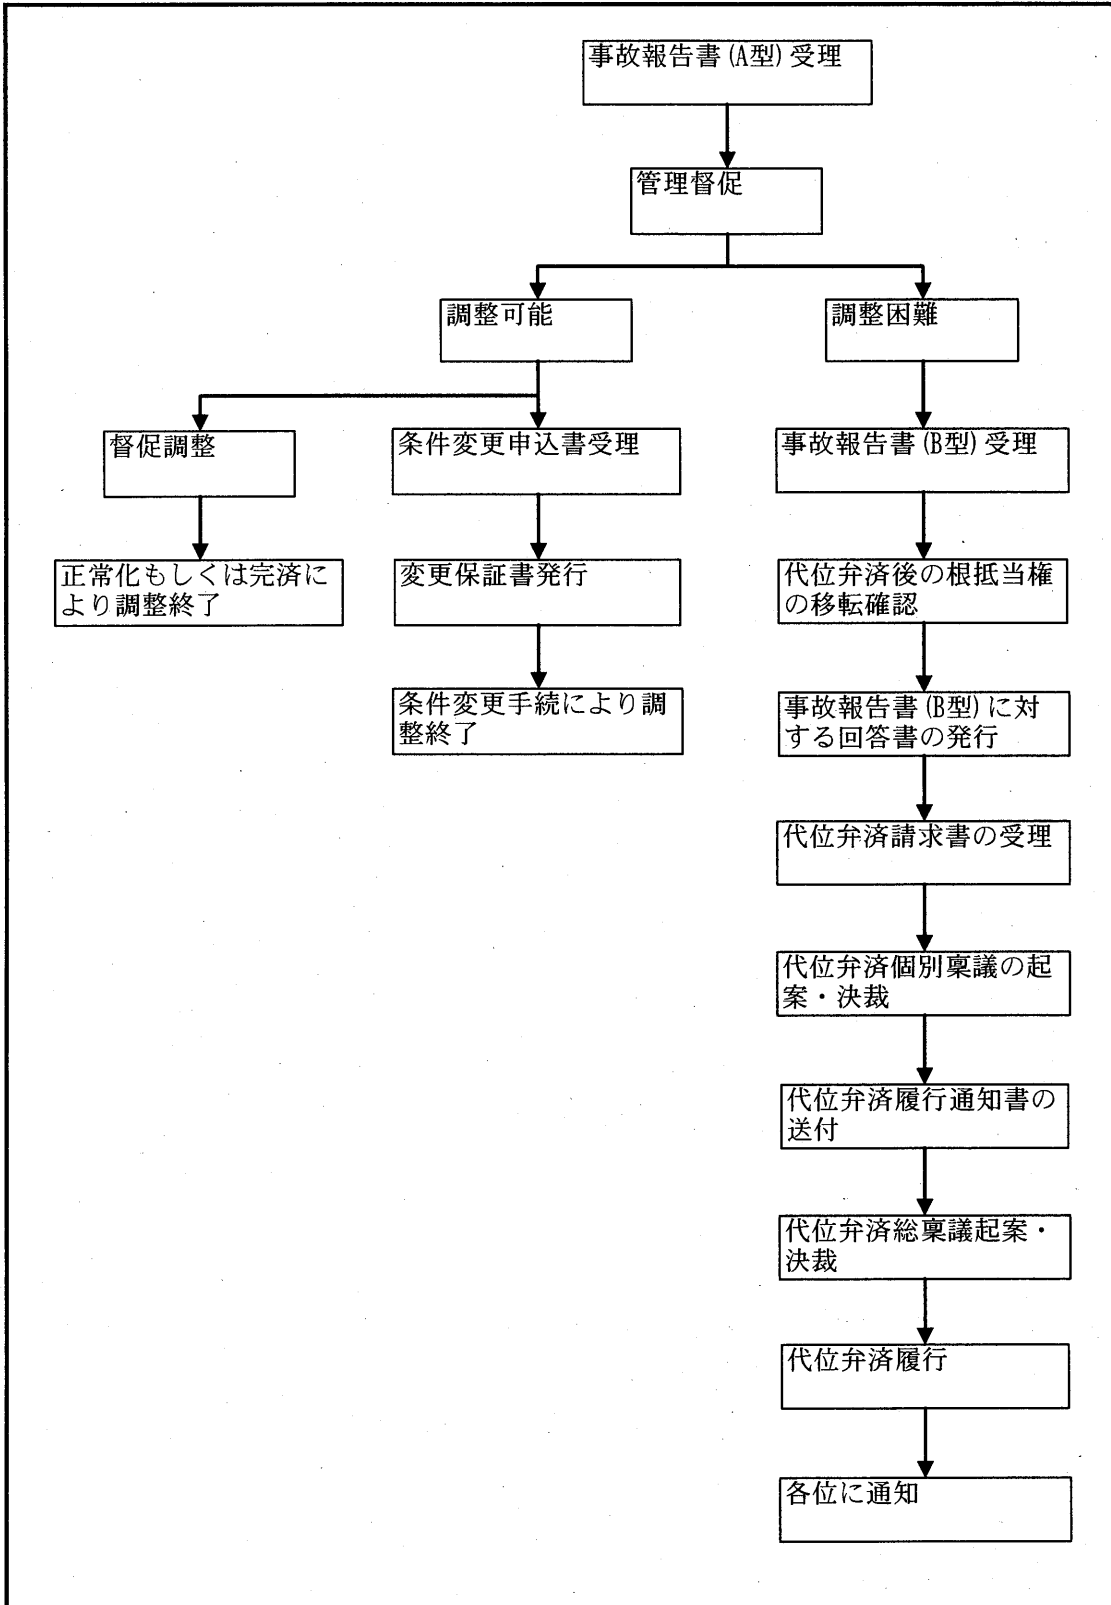 事故報告書(A型)受理
管理督促
調整可能
調整困難
督促調整
条件変更申込書受理
事故報告書(B型)受理
正常化もしくは完済に
より調整終了
変更保証書発行
代位弁済後の根抵当権
の移転確認
条件変更手続により調
整終了
事故報告書(B型)に対
する回答書の発行
代位弁済請求書の受理
代位弁済個別稟議の起
案・決裁
代位弁済履行通知書の
送付
代位弁済総稟議起案・
決裁
代位弁済履行
各位に通知